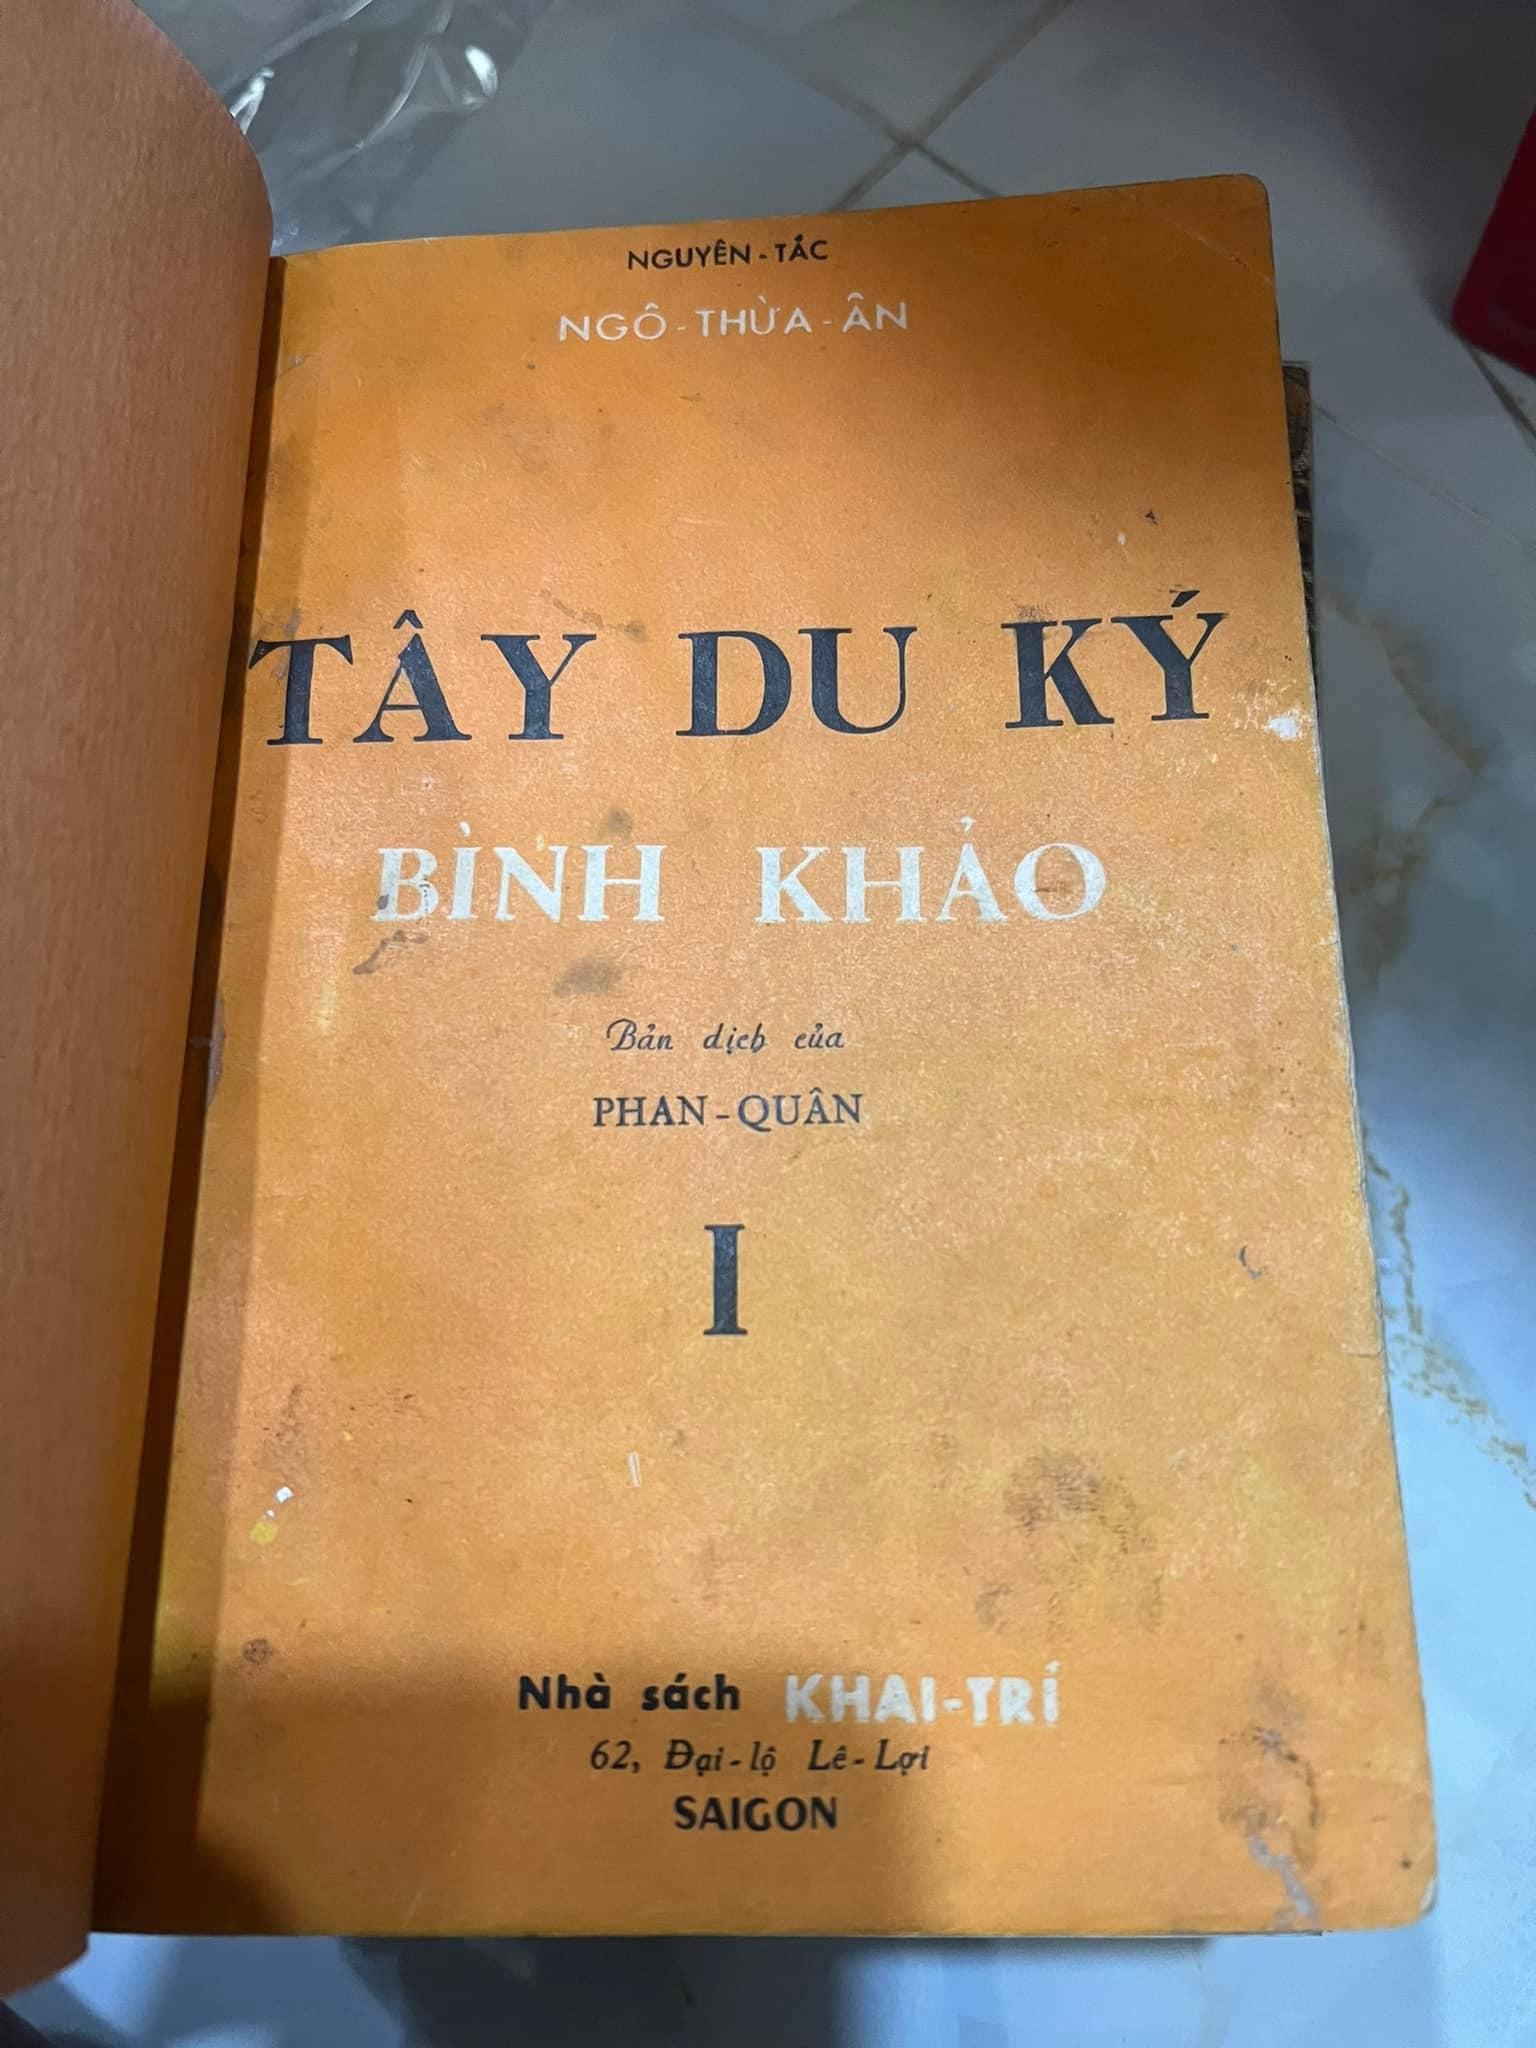 NGUYÊN-TẮC
NGÔ-THỪA-ÂN
TÂY DU KÝ
BÌNH KHẢO
Bản dịch của
PHAN-QUÂN
I
Nhà sách KHAI-TRÍ
62, Đại-lộ Lê-Lợi
SAIGON